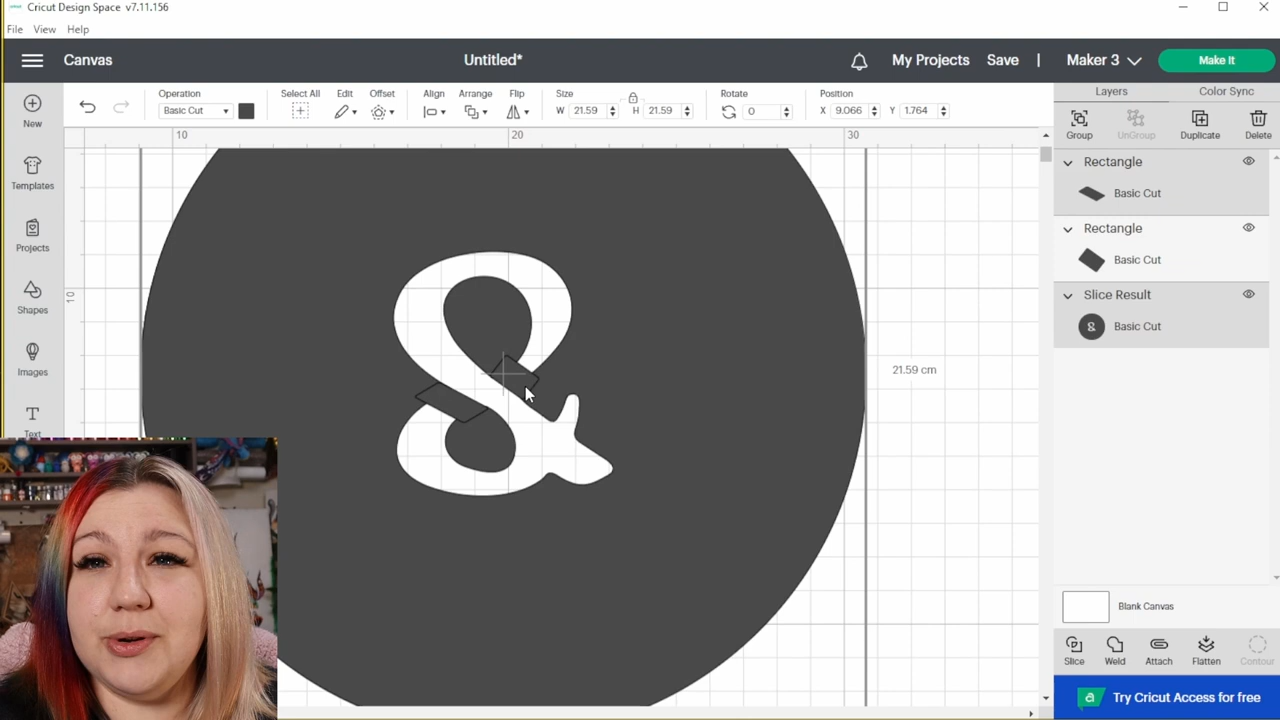 Cricut Design Space v7.11.156
File View Help
Canvas
Untitled*
My Projects Save | Maker 3 Make It
Operation
Basic Cut
Select All
Edit
Offset
Align
Arrange
Flip
Size
W 21.59
H 21.59
Rotate
0
Position
X 9.066
Y 1.764
Layers
Color Sync
New
Templates
Projects
Shapes
Images
Text
10
20
30
10
&
21.59 cm
Group
UnGroup
Duplicate
Delete
Rectangle
Basic Cut
Rectangle
Basic Cut
Slice Result
&
Basic Cut
Blank Canvas
Slice
Weld
Attach
Flatten
Contour
a Try Cricut Access for free